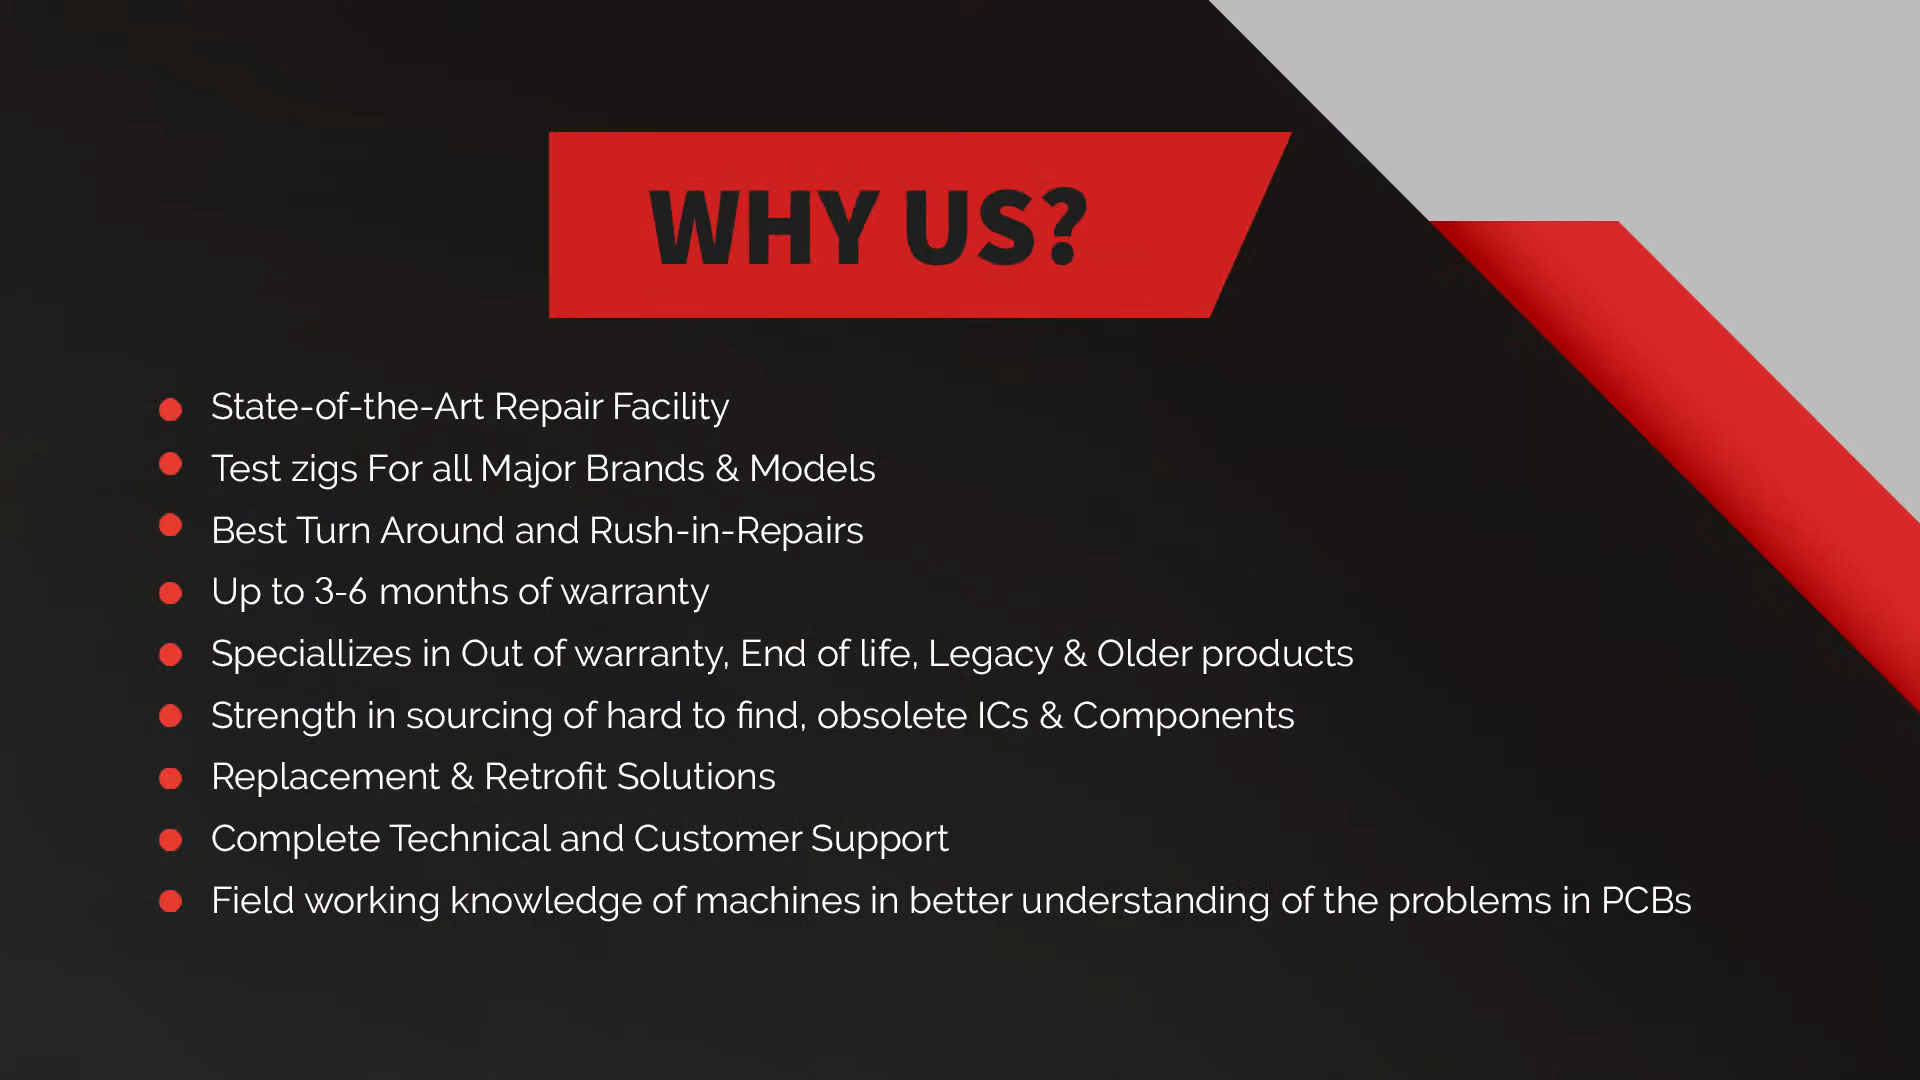 WHY US?
State-of-the-Art Repair Facility
Test zigs For all Major Brands & Models
Best Turn Around and Rush-in-Repairs
Up to 3-6 months of warranty
Speciallizes in Out of warranty, End of life, Legacy & Older products
Strength in sourcing of hard to find, obsolete ICs & Components
Replacement & Retrofit Solutions
Complete Technical and Customer Support
Field working knowledge of machines in better understanding of the problems in PCBs